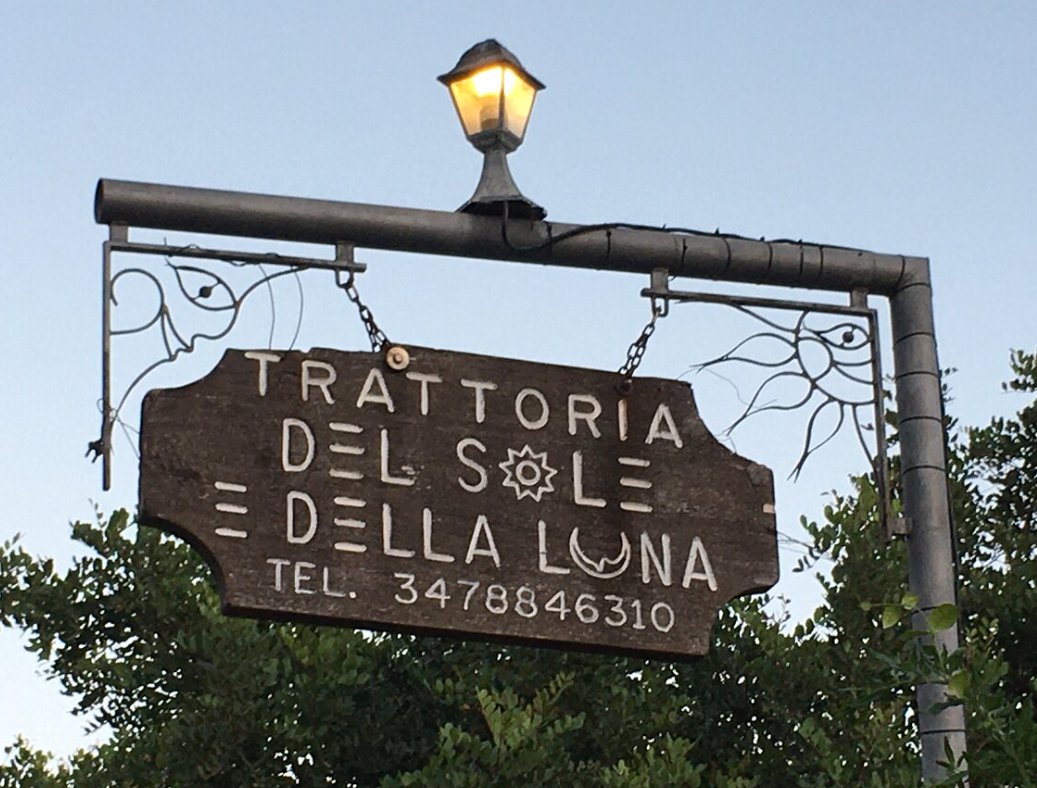 TRATTORIA
DEL SOLE
E DELLA LUNA
TEL. 3478846310